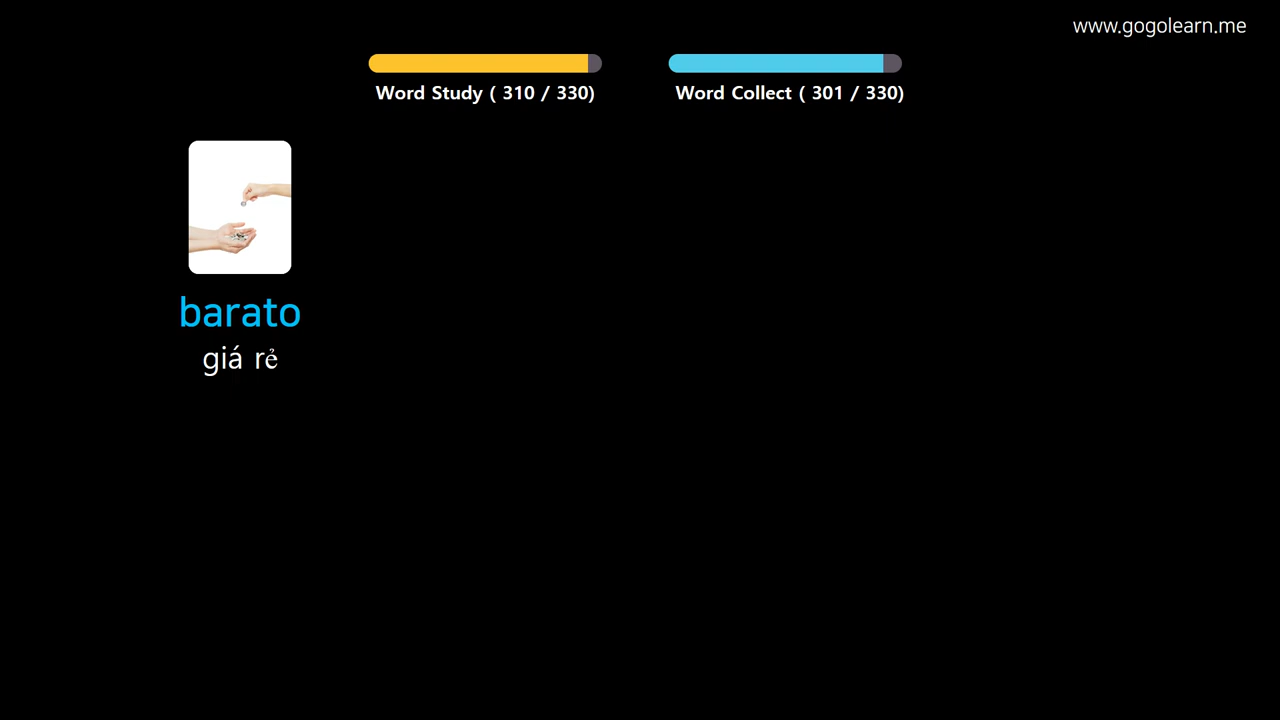 www.gogolearn.me
Word Study ( 310 / 330)
Word Collect ( 301 / 330)
barato
giá rẻ